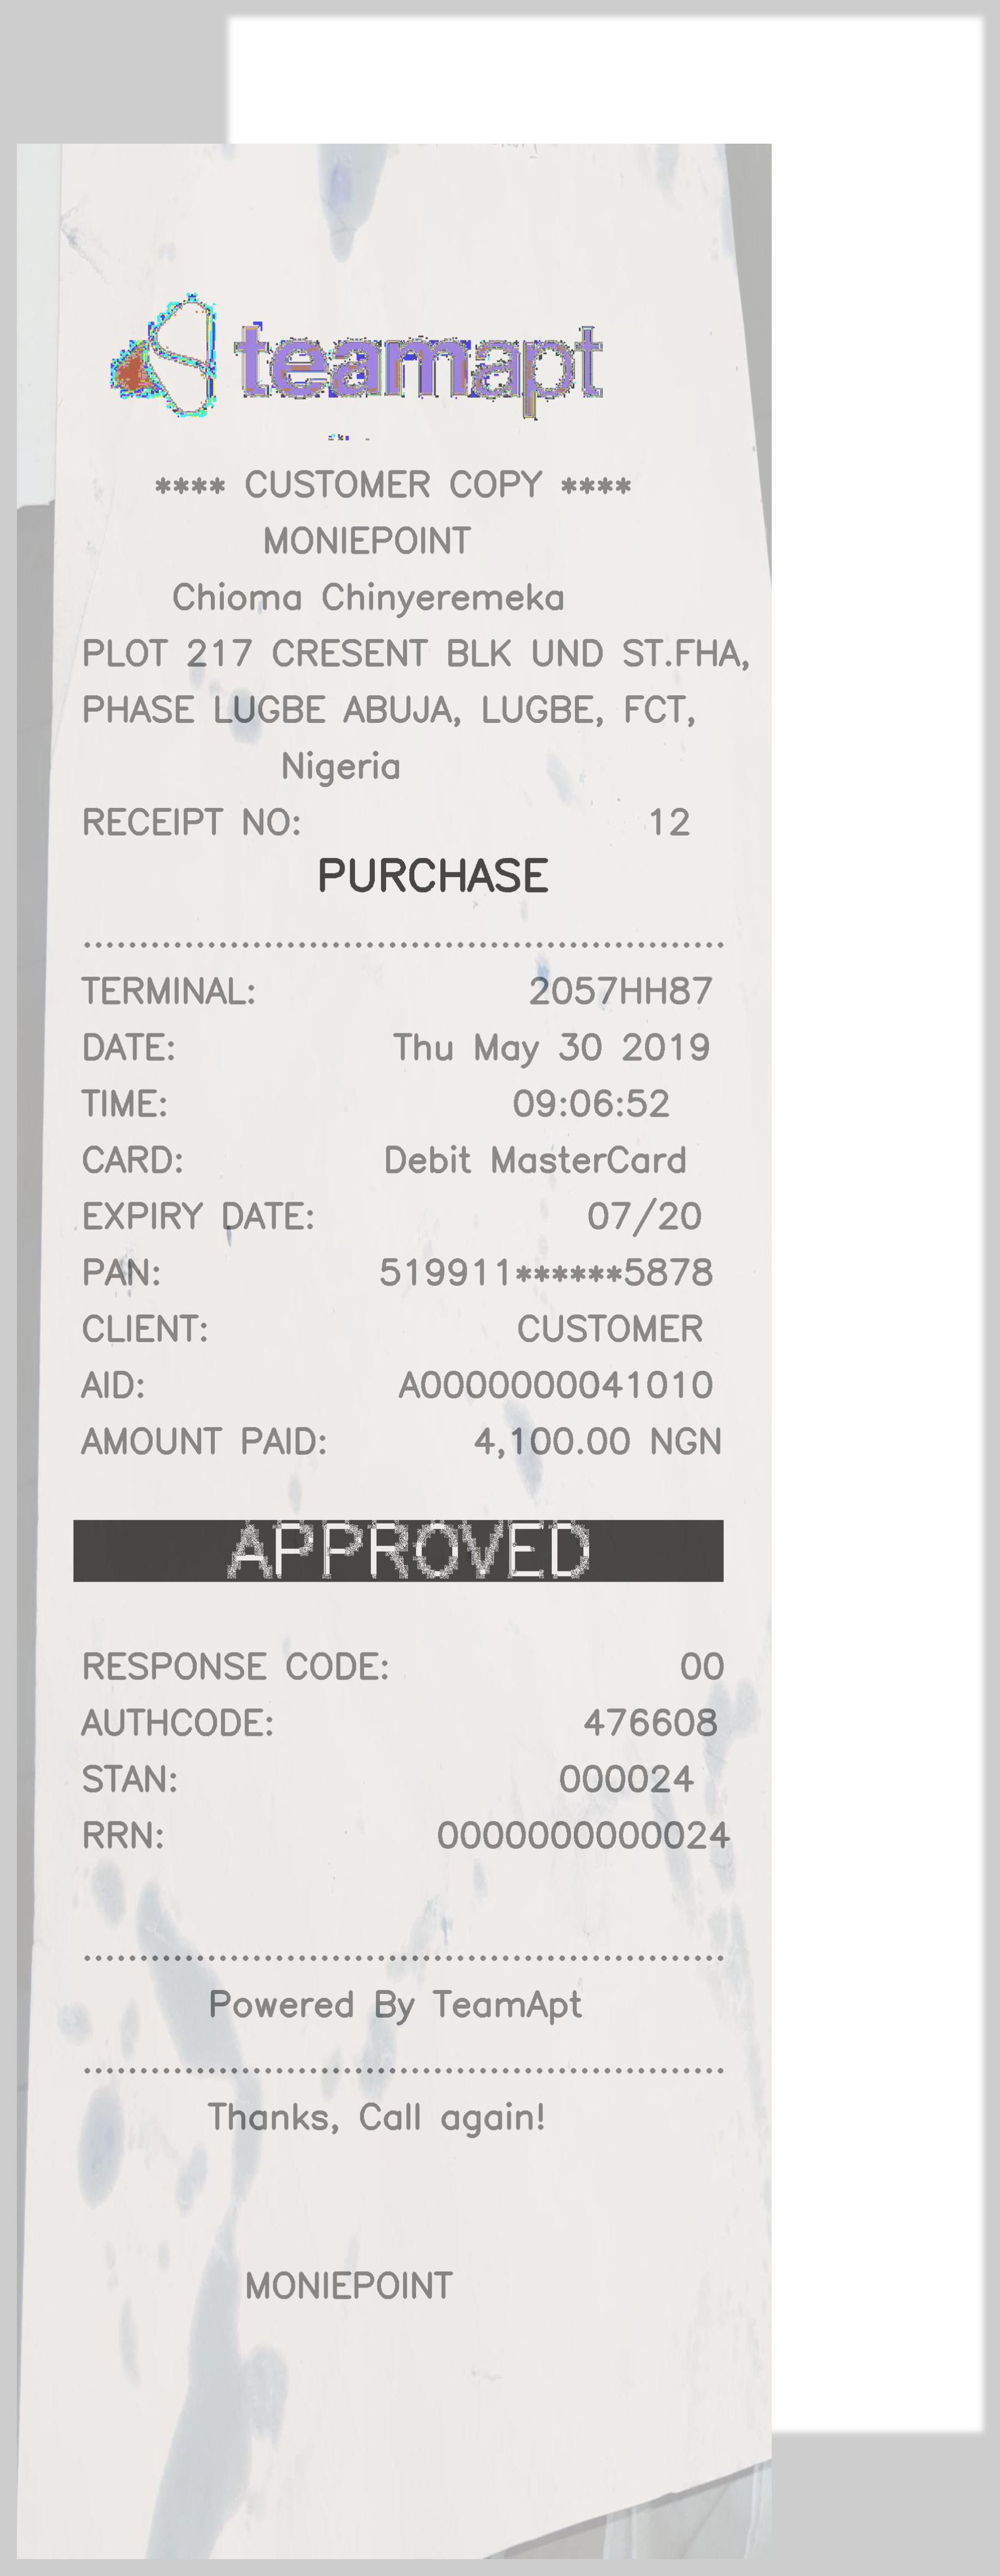 teamapt
**** CUSTOMER COPY ****
MONIEPOINT
Chioma Chinyeremeka
PLOT 217 CRESENT BLK UND ST.FHA,
PHASE LUGBE ABUJA, LUGBE, FCT,
Nigeria
RECEIPT NO: 12
PURCHASE
TERMINAL: 2057HH87
DATE: Thu May 30 2019
TIME: 09:06:52
CARD: Debit MasterCard
EXPIRY DATE: 07/20
PAN: 519911******5878
CLIENT: CUSTOMER
AID: A0000000041010
AMOUNT PAID: 4,100.00 NGN
APPROVED
RESPONSE CODE: 00
AUTHCODE: 476608
STAN: 000024
RRN: 0000000000024
Powered By TeamApt
Thanks, Call again!
MONIEPOINT